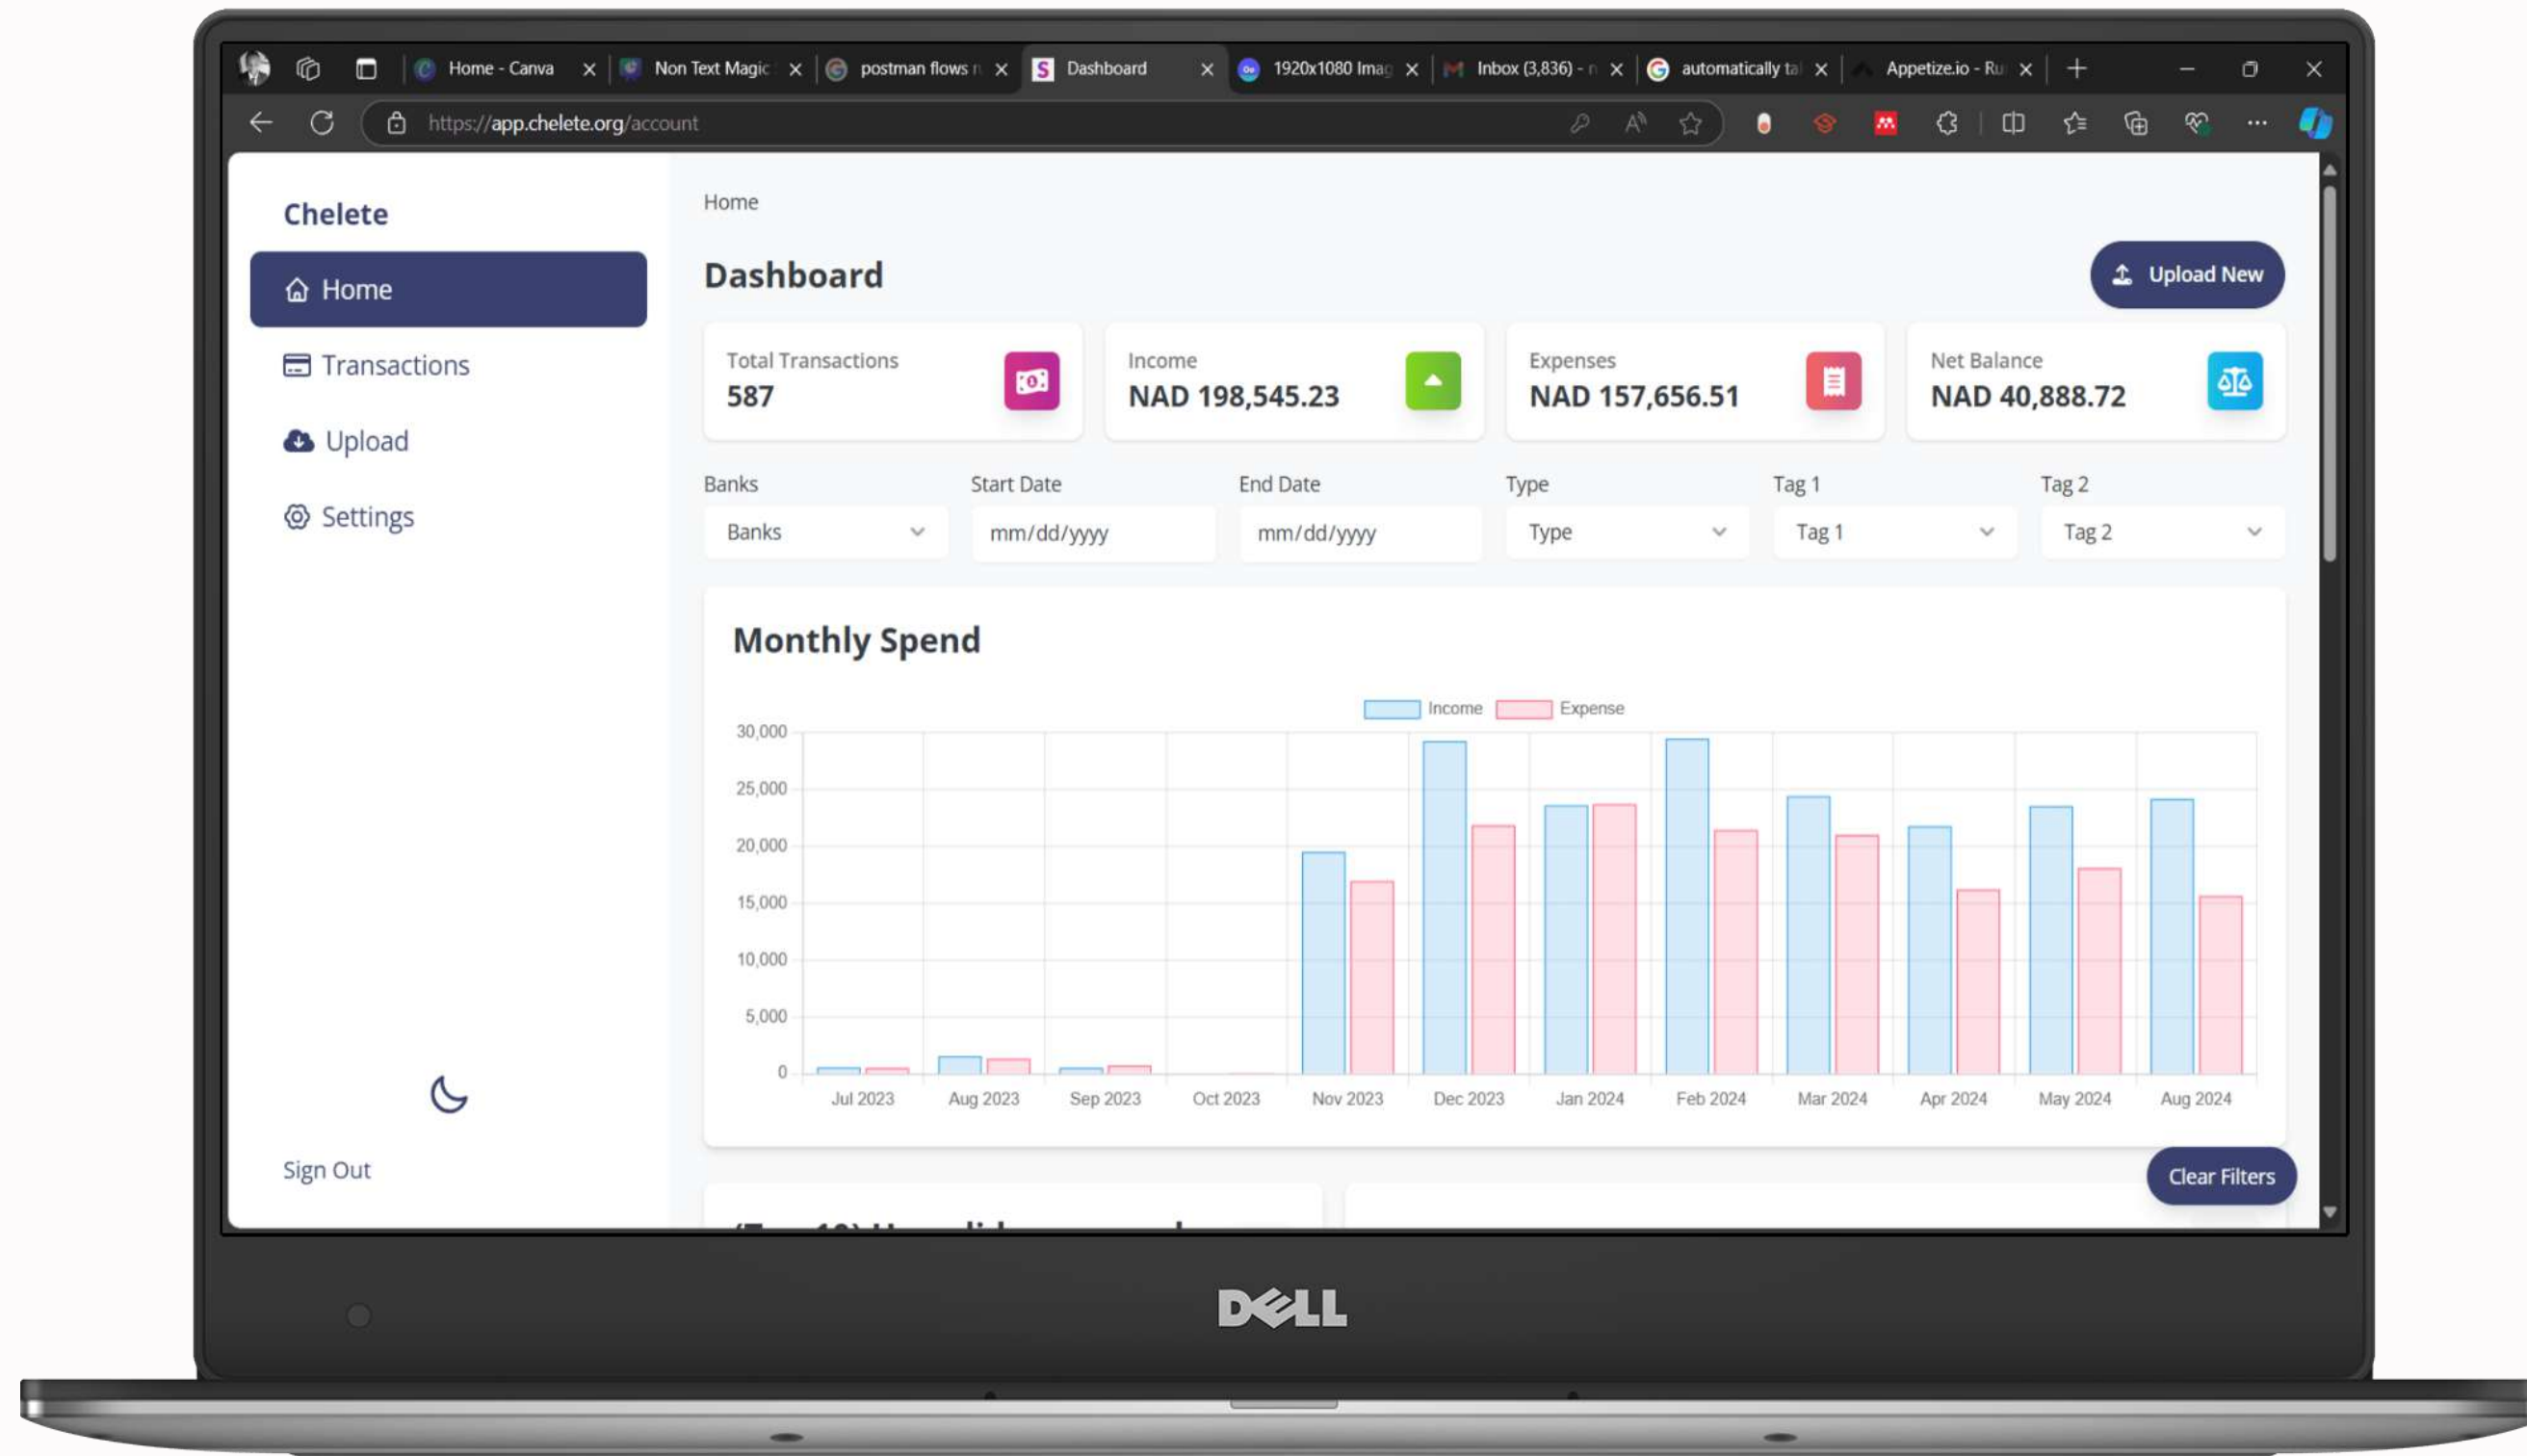 Home - Canva
Non Text Magic
postman flows
Dashboard
1920x1080 Imag
Inbox (3,836) -
automatically ta
Appetize.io - Ru
https://app.chelete.org/account
Chelete
Home
Transactions
Upload
Settings
Sign Out
Home
Dashboard
Upload New
Total Transactions
587
Income
NAD 198,545.23
Expenses
NAD 157,656.51
Net Balance
NAD 40,888.72
Banks Start Date End Date Type Tag 1 Tag 2
Banks mm/dd/yyyy mm/dd/yyyy Type Tag 1 Tag 2
Monthly Spend
Income Expense
30,000
25,000
20,000
15,000
10,000
5,000
0
Jul 2023 Aug 2023 Sep 2023 Oct 2023 Nov 2023 Dec 2023 Jan 2024 Feb 2024 Mar 2024 Apr 2024 May 2024 Aug 2024
Clear Filters
DELL